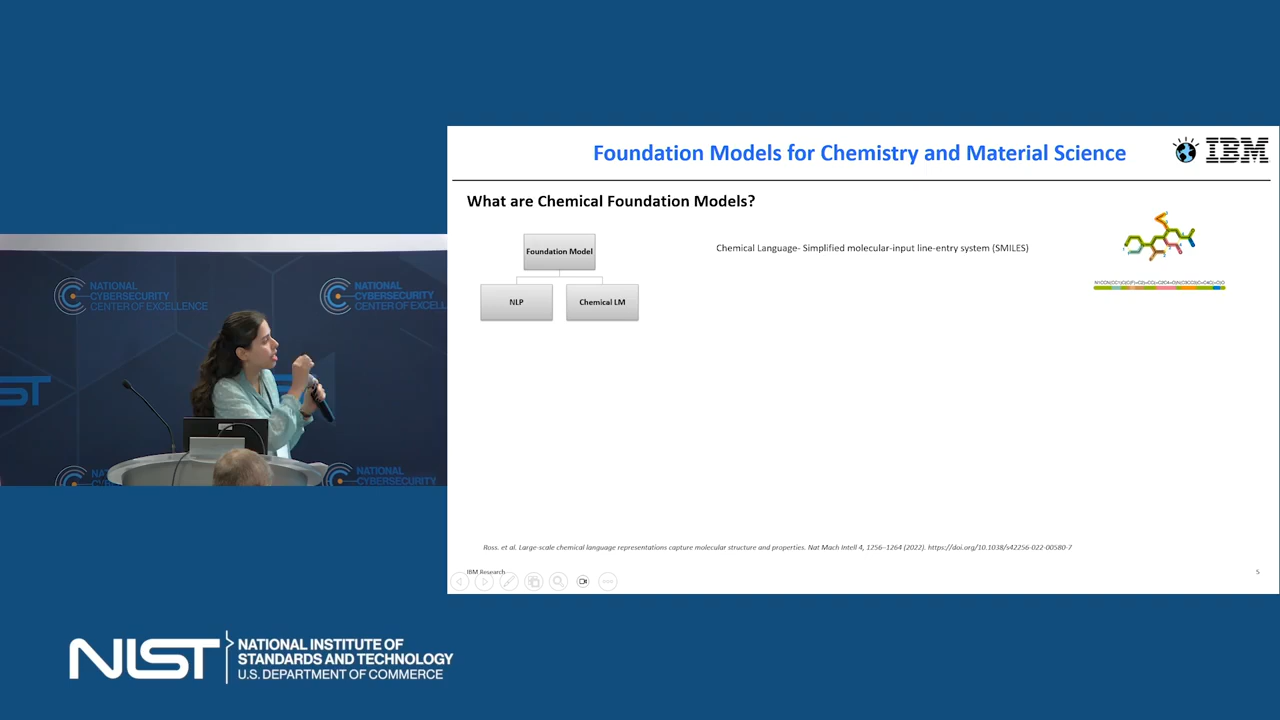 Foundation Models for Chemistry and Material Science
IBM
What are Chemical Foundation Models?
Foundation Model
NLP
Chemical LM
Chemical Language- Simplified molecular-input line-entry system (SMILES)
Ross. et al. Large-scale chemical language representations capture molecular structure and properties. Nat Mach Intell 4, 1256–1264 (2022). https://doi.org/10.1038/s42256-022-00580-7
IBM Research
5
NATIONAL
CYBERSECURITY
CENTER OF EXCELLENCE
NATIONAL
CYBERSECURITY
CENTER OF EXCELL
ST
NATIONAL
CYBERSECURITY
NIST
NATIONAL INSTITUTE OF
STANDARDS AND TECHNOLOGY
U.S. DEPARTMENT OF COMMERCE